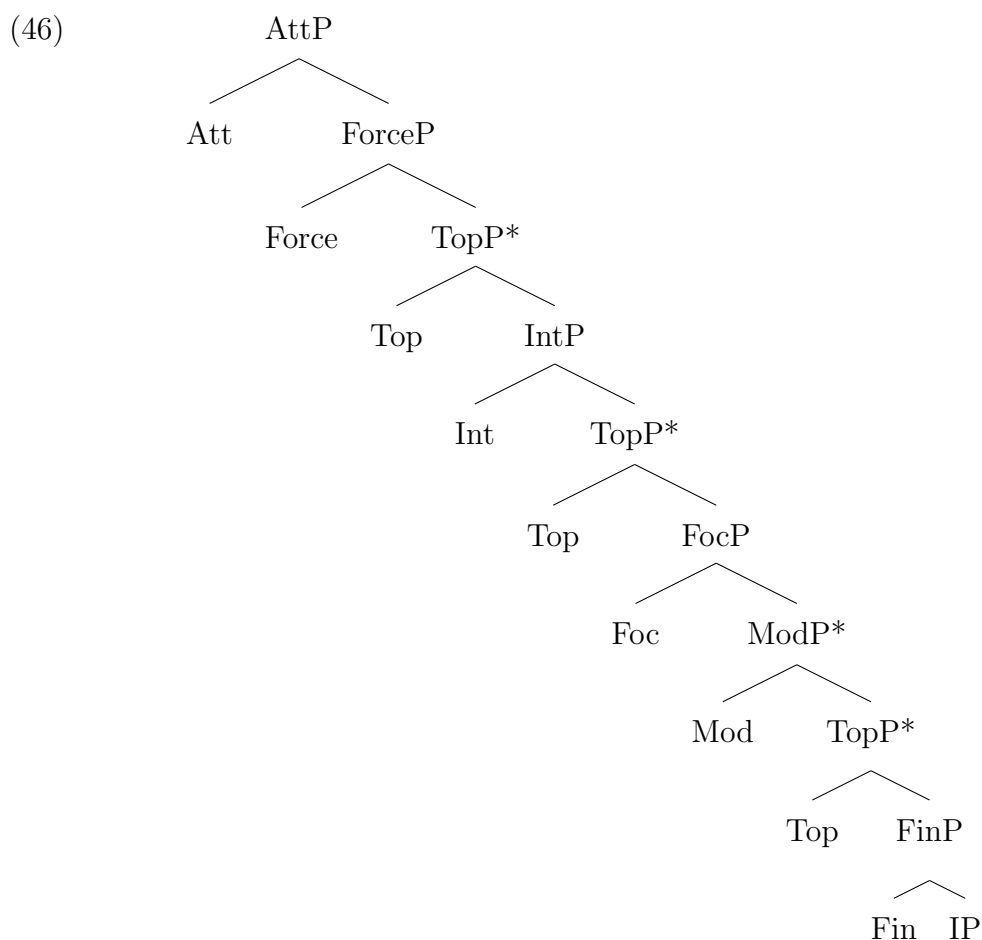 (46) AttP
Att ForceP
Force TopP*
Top IntP
Int TopP*
Top FocP
Foc ModP*
Mod TopP*
Top FinP
Fin IP